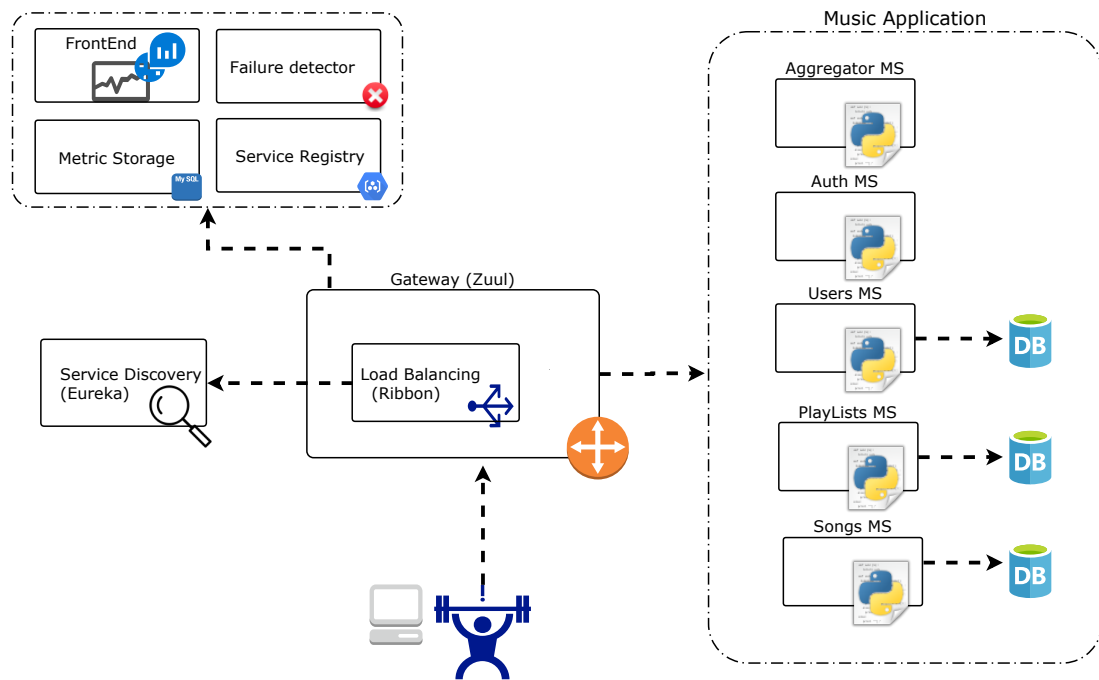 Music Application
FrontEnd
Failure detector
Metric Storage
My SQL
Service Registry
Gateway (Zuul)
Load Balancing
(Ribbon)
Service Discovery
(Eureka)
Aggregator MS
Auth MS
Users MS
DB
PlayLists MS
DB
Songs MS
DB